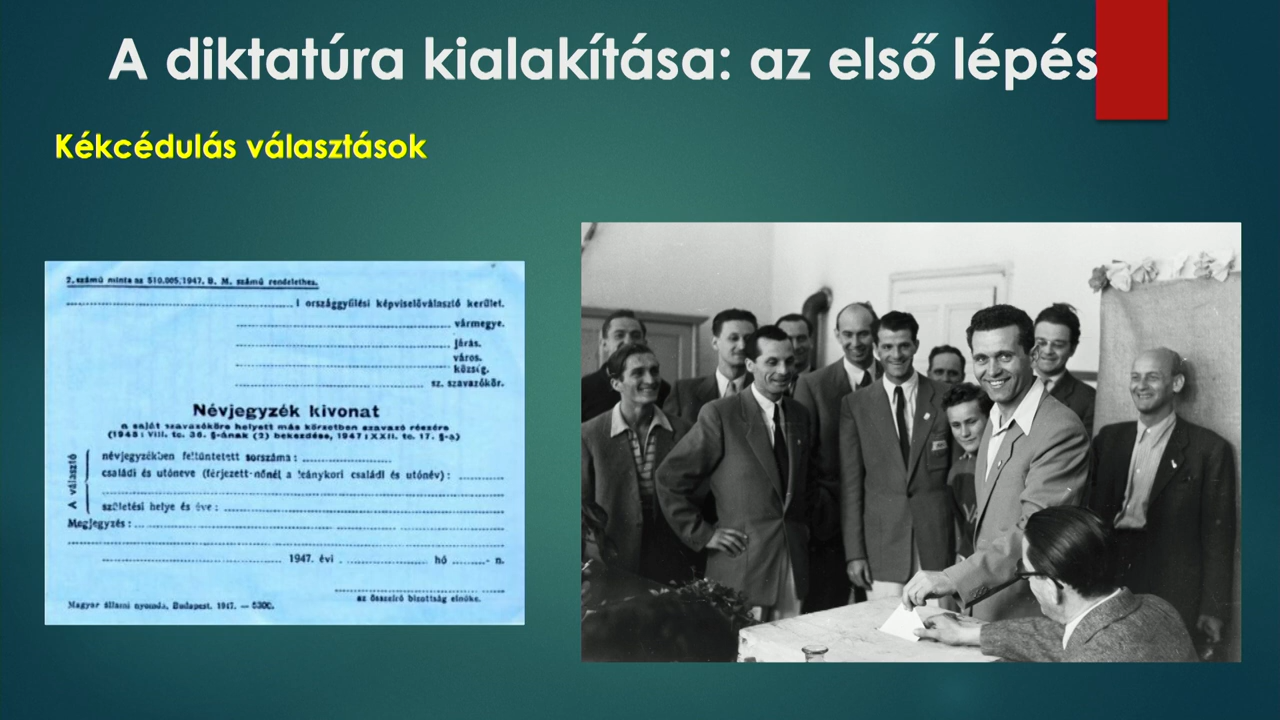 A diktatúra kialakítása: az első lépés
Kékcédulás választások
2. számú minta az 510.005/1947. B. M. számú rendelethez.
I országgyűlési képviselőválasztó kerület.
vármegye.
járás.
város.
község.
sz. szavazókör.
Névjegyzék kivonat
a saját szavazóköre helyett más körzetben szavazó részére
(1945: VIII. tc. 36. §-ának (2) bekezdése, 1947: XXII. tc. 17. §-a)
A választó
névjegyzékben feltüntetett sorszáma:
családi és utóneve (férjezett-nőnél a leánykori családi és utónév):
születési helye és éve:
Megjegyzés:
1947. évi hó -n.
az összeíró bizottság elnöke.
Magyar állami nyomda, Budapest. 1947. —